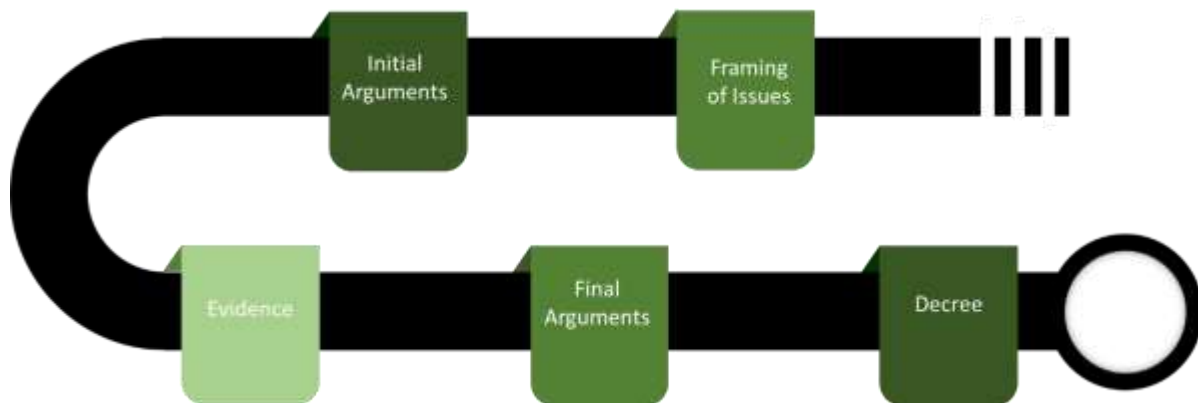 Initial
Arguments
Framing
of Issues
Evidence
Final
Arguments
Decree